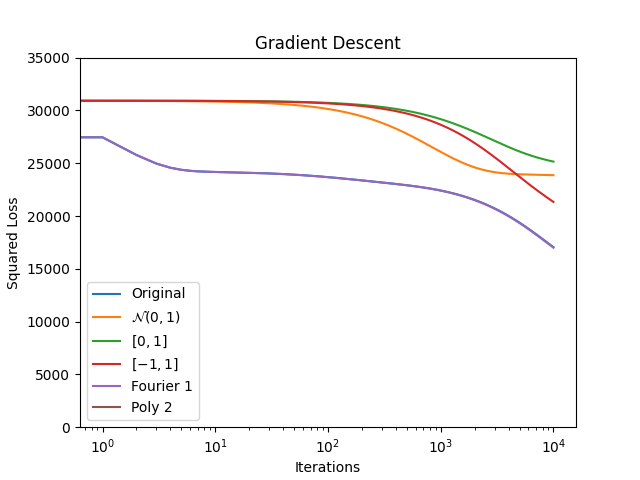 Gradient Descent
Squared Loss
35000
30000
25000
20000
15000
10000
5000
0
Original
𝒩(0, 1)
[0, 1]
[−1, 1]
Fourier 1
Poly 2
10⁰
10¹
10²
10³
10⁴
Iterations